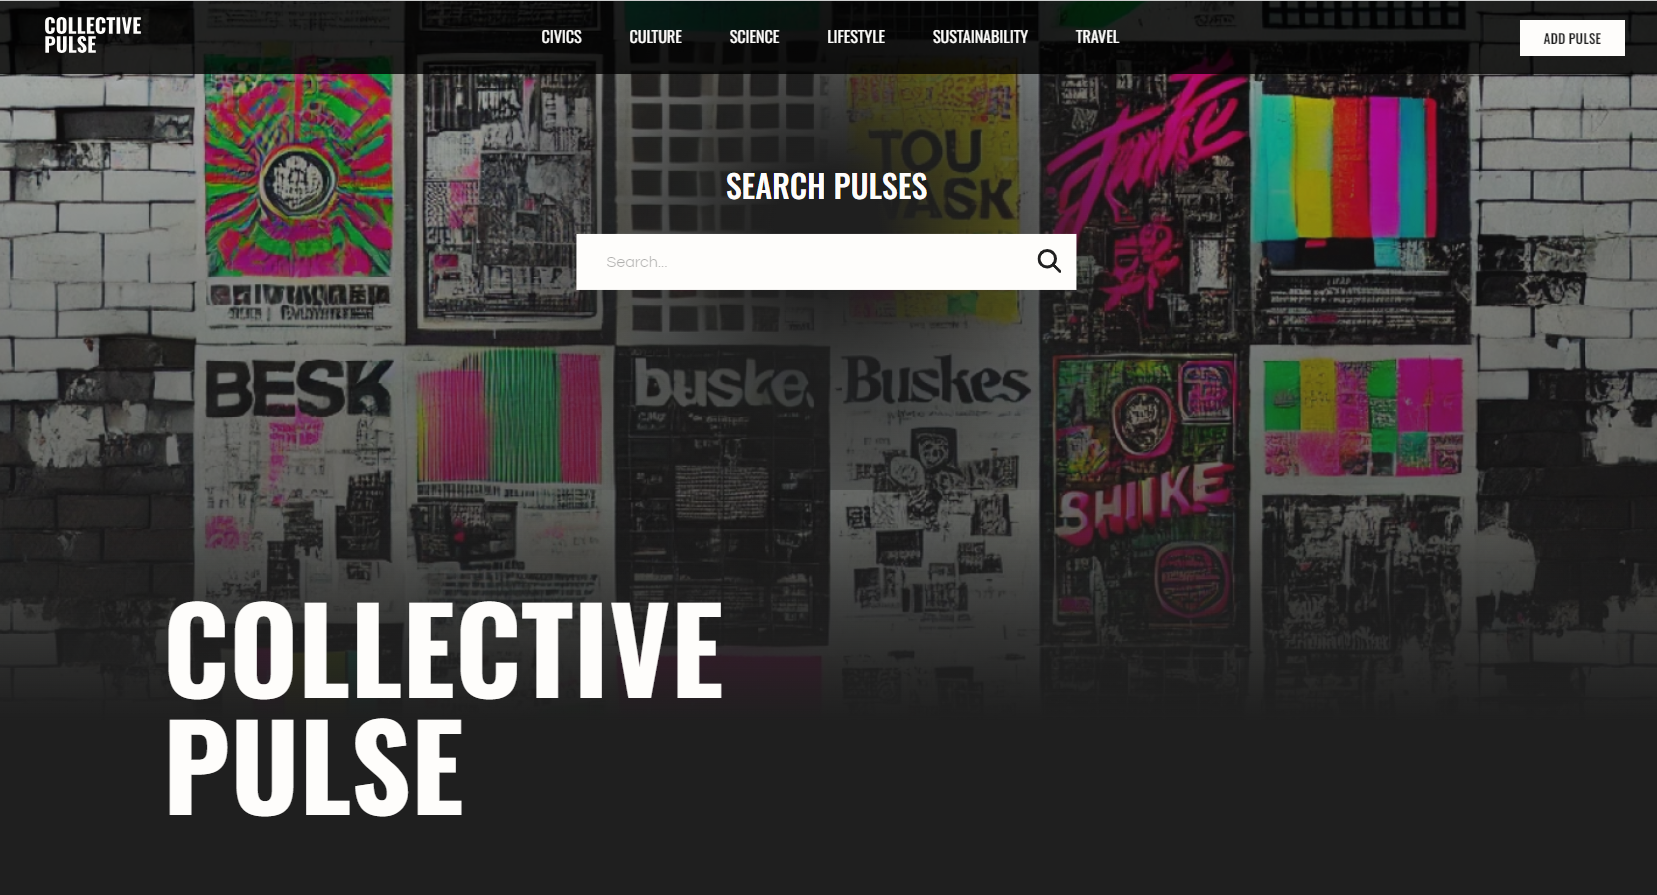 COLLECTIVE
PULSE
CIVICS
CULTURE
SCIENCE
LIFESTYLE
SUSTAINABILITY
TRAVEL
ADD PULSE
TOU
ASK
SEARCH PULSES
Search...
BESK
buske.
Buskes
SHIIKE
COLLECTIVE
PULSE